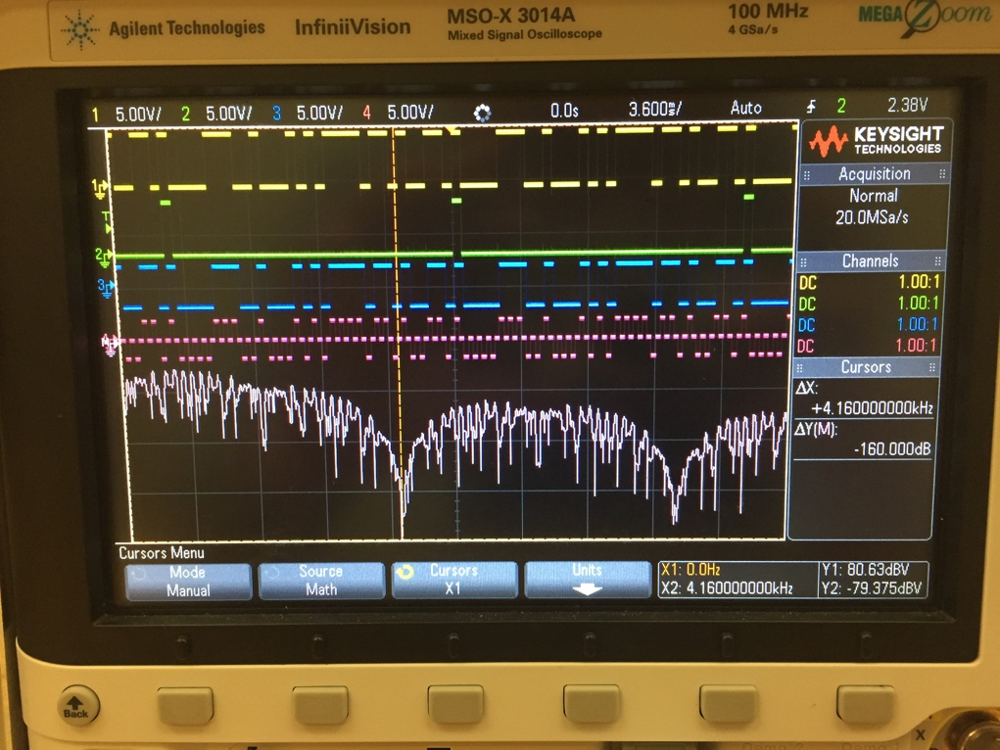 Agilent Technologies InfiniiVision MSO-X 3014A 100 MHz MEGA Zoom
Mixed Signal Oscilloscope 4 GSa/s
1 5.00V/ 2 5.00V/ 3 5.00V/ 4 5.00V/ 0.0s 3.600ms/ Auto 2 2.38V
KEYSIGHT
TECHNOLOGIES
Acquisition
Normal
20.0MSa/s
Channels
DC 1.00:1
DC 1.00:1
DC 1.00:1
DC 1.00:1
Cursors
ΔX:
+4.160000000kHz
ΔY(M):
-160.000dB
1
T
2
3
Cursors Menu
Mode
Manual
Source
Math
Cursors
X1
Units
X1: 0.0Hz
X2: 4.160000000kHz
Y1: 80.63dBV
Y2: -79.375dBV
Back
X